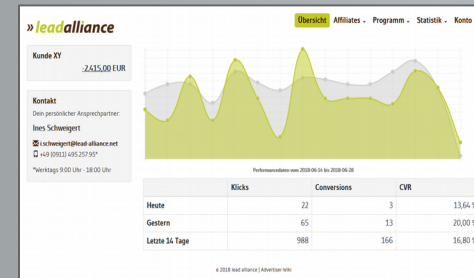 » leadalliance
Übersicht Affiliates Programm Statistik Konto
Kunde XY
-2.415,00 EUR
Kontakt
Dein persönlicher Ansprechpartner:
Ines Schweigert
i.schweigert@lead-alliance.net
+49 (0911) 495.257.95*
*Werktags 9:00 Uhr - 18:00 Uhr
Performancedaten vom 2018-06-14 bis 2018-06-28
Klicks Conversions CVR
Heute 22 3 13,64 %
Gestern 65 13 20,00 %
Letzte 14 Tage 988 166 16,80 %
© 2018 lead alliance | Advertiser-Wiki